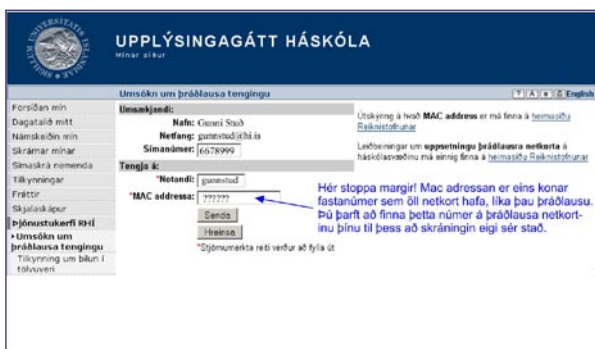 UPPLÝSINGAGÁTT HÁSKÓLA
Mínar síður
Umsókn um þráðlausa tengingu
English
Forsíðan mín
Dagatalið mitt
Námskeiðin mín
Skrárnar mínar
Símaskrá nemenda
Tilkynningar
Fréttir
Skjalaskápur
Þjónustukerfi RHÍ
Umsókn um
þráðlausa tengingu
Tilkynning um bilun í
tölvuveri
Umsækjandi:
Nafn: Gunni Stuð
Netfang: gunnstud@hi.is
Símanúmer: 6678999
Tengja á:
*Notandi: gunnstud
*MAC addressa: ??????
Senda
Hreinsa
*Stjörnumerkta reiti verður að fylla út
Útskýring á hvað MAC address er má finna á heimasíðu
Reiknistofnunar
Leiðbeiningar um uppsetningu þráðlausra netkorta á
háskólasvæðinu má einnig finna á heimasíðu Reiknistofnunar
Hér stoppa margir! Mac adressan er eins konar
fastanúmer sem öll netkort hafa, líka þau þráðlausu.
Þú þarft að finna þetta númer á þráðlausa netkort-
inu þínu til þess að skráningin eigi sér stað.